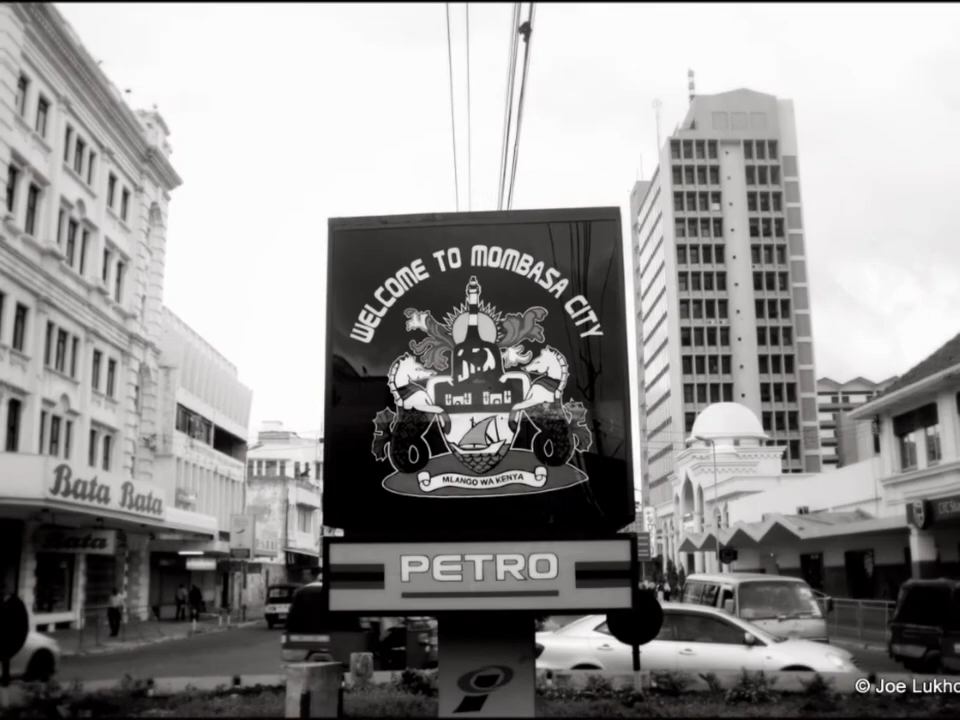 WELCOME TO MOMBASA CITY
MLANGO WA KENYA
PETRO
Bata Bata
Bata
© Joe Lukho